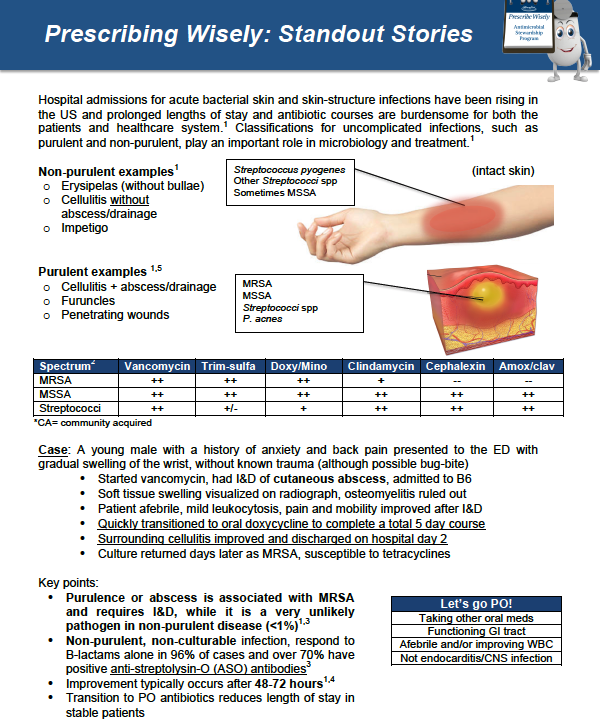 Prescribing Wisely: Standout Stories
Prescribe Wisely
Antimicrobial
Stewardship
Program
Hospital admissions for acute bacterial skin and skin-structure infections have been rising in
the US and prolonged lengths of stay and antibiotic courses are burdensome for both the
patients and healthcare system.1 Classifications for uncomplicated infections, such as
purulent and non-purulent, play an important role in microbiology and treatment.1
Non-purulent examples1
o Erysipelas (without bullae)
o Cellulitis without
abscess/drainage
o Impetigo
Streptococcus pyogenes
Other Streptococci spp
Sometimes MSSA
(intact skin)
Purulent examples 1,5
o Cellulitis + abscess/drainage
o Furuncles
o Penetrating wounds
MRSA
MSSA
Streptococci spp
P. acnes
Spectrum2 Vancomycin Trim-sulfa Doxy/Mino Clindamycin Cephalexin Amox/clav
MRSA ++ ++ ++ + -- --
MSSA ++ ++ ++ ++ ++ ++
Streptococci ++ +/- + ++ ++ ++
*CA= community acquired
Case: A young male with a history of anxiety and back pain presented to the ED with
gradual swelling of the wrist, without known trauma (although possible bug-bite)
• Started vancomycin, had I&D of cutaneous abscess, admitted to B6
• Soft tissue swelling visualized on radiograph, osteomyelitis ruled out
• Patient afebrile, mild leukocytosis, pain and mobility improved after I&D
• Quickly transitioned to oral doxycycline to complete a total 5 day course
• Surrounding cellulitis improved and discharged on hospital day 2
• Culture returned days later as MRSA, susceptible to tetracyclines
Key points:
• Purulence or abscess is associated with MRSA
and requires I&D, while it is a very unlikely
pathogen in non-purulent disease (<1%)1,3
• Non-purulent, non-culturable infection, respond to
B-lactams alone in 96% of cases and over 70% have
positive anti-streptolysin-O (ASO) antibodies3
• Improvement typically occurs after 48-72 hours1,4
• Transition to PO antibiotics reduces length of stay in
stable patients
Let's go PO!
Taking other oral meds
Functioning GI tract
Afebrile and/or improving WBC
Not endocarditis/CNS infection